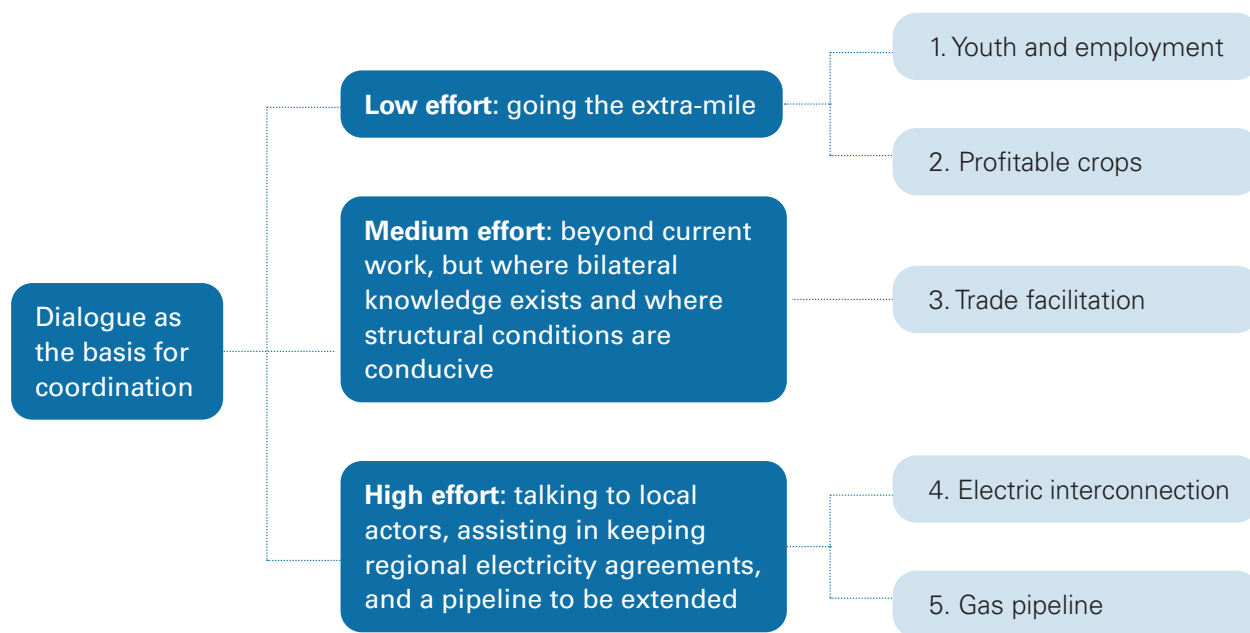 Dialogue as
the basis for
coordination
Low effort: going the extra-mile
1. Youth and employment
2. Profitable crops
Medium effort: beyond current
work, but where bilateral
knowledge exists and where
structural conditions are
conducive
3. Trade facilitation
High effort: talking to local
actors, assisting in keeping
regional electricity agreements,
and a pipeline to be extended
4. Electric interconnection
5. Gas pipeline